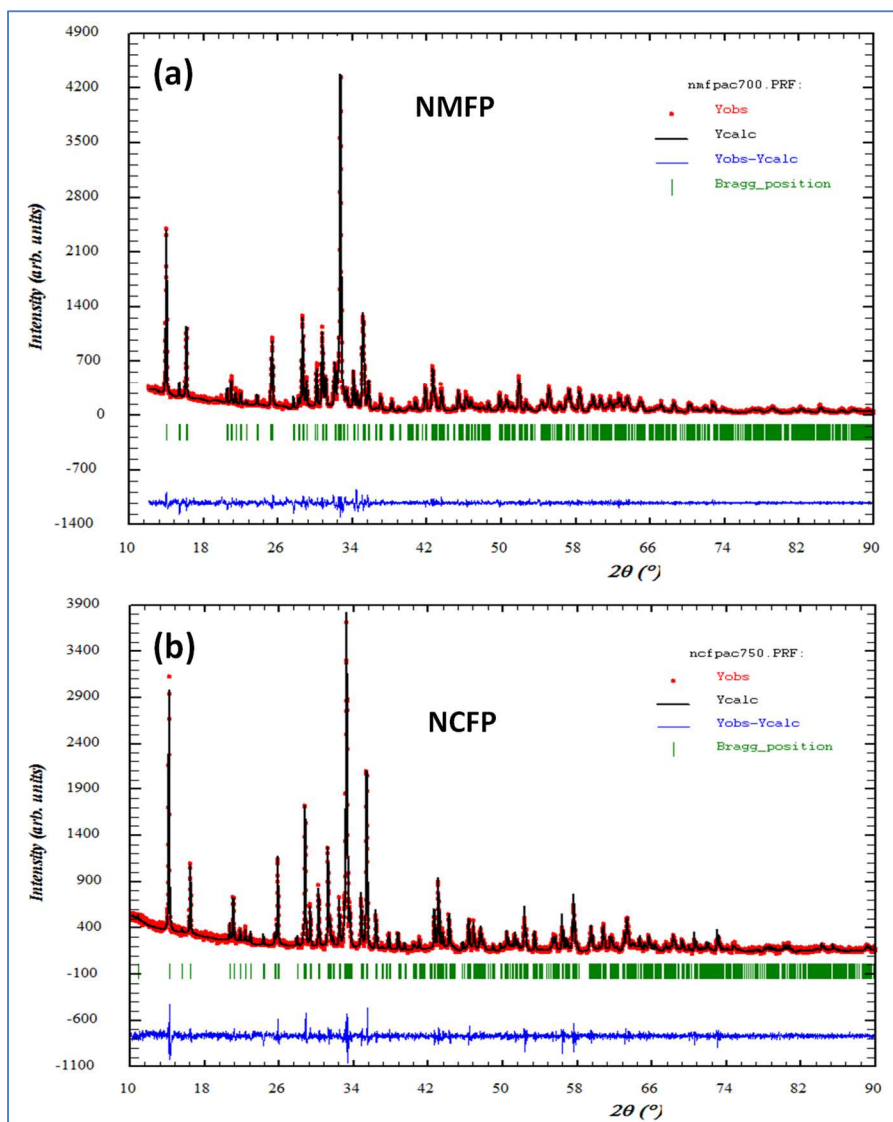 (a)
NMFP
nmfpac700.PRF:
Yobs
Ycalc
Yobs-Ycalc
Bragg_position
Intensity (arb. units)
4900
4200
3500
2800
2100
1400
700
0
-700
-1400
10 18 26 34 42 50 58 66 74 82 90
2θ (°)
(b)
NCFP
ncfpac750.PRF:
Yobs
Ycalc
Yobs-Ycalc
Bragg_position
Intensity (arb. units)
3900
3400
2900
2400
1900
1400
900
400
-100
-600
-1100
10 18 26 34 42 50 58 66 74 82 90
2θ (°)